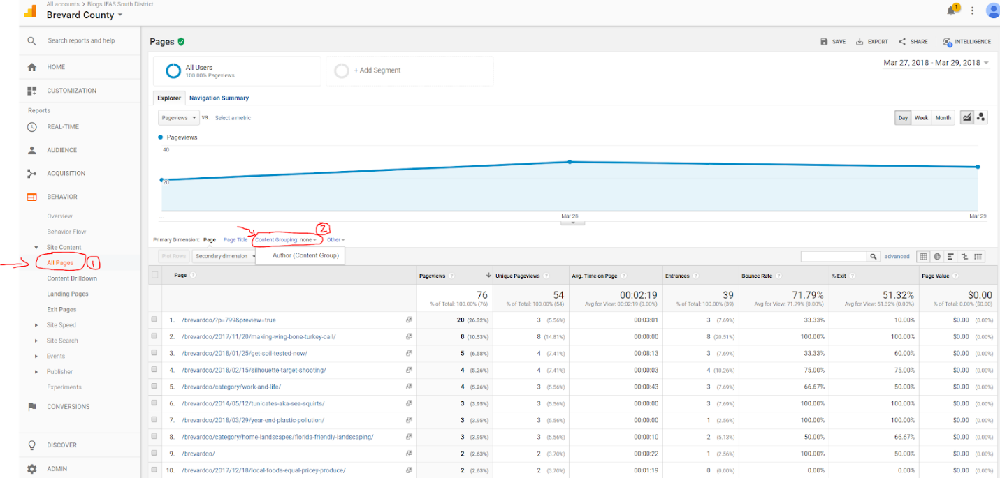 All accounts > Blogs.IFAS South District
Brevard County
1
Search reports and help
HOME
CUSTOMIZATION
Reports
REAL-TIME
AUDIENCE
ACQUISITION
BEHAVIOR
Overview
Behavior Flow
Site Content
All Pages 1
Content Drilldown
Landing Pages
Exit Pages
Site Speed
Site Search
Events
Publisher
Experiments
CONVERSIONS
DISCOVER
ADMIN
Pages
SAVE EXPORT SHARE INTELLIGENCE
1
All Users
100.00% Pageviews
+ Add Segment
Mar 27, 2018 - Mar 29, 2018
Explorer Navigation Summary
Pageviews VS. Select a metric
Day Week Month
Pageviews
40
20
... Mar 28 Mar 29
2
Primary Dimension: Page Page Title Content Grouping: none Other
Plot Rows Secondary dimension Author (Content Group) advanced
Page ? Pageviews ? Unique Pageviews ? Avg. Time on Page ? Entrances ? Bounce Rate ? % Exit ? Page Value ?
76 54 00:02:19 39 71.79% 51.32% $0.00
% of Total: 100.00% (76) % of Total: 100.00% (54) Avg for View: 00:02:19 (0.00%) % of Total: 100.00% (39) Avg for View: 71.79% (0.00%) Avg for View: 51.32% (0.00%) % of Total: 0.00% ($0.00)
1. /brevardco/?p=799&preview=true 20 (26.32%) 3 (5.56%) 00:03:01 3 (7.69%) 33.33% 10.00% $0.00 (0.00%)
2. /brevardco/2017/11/20/making-wing-bone-turkey-call/ 8 (10.53%) 8 (14.81%) 00:00:00 8 (20.51%) 100.00% 100.00% $0.00 (0.00%)
3. /brevardco/2018/01/25/get-soil-tested-now/ 5 (6.58%) 4 (7.41%) 00:08:13 3 (7.69%) 33.33% 60.00% $0.00 (0.00%)
4. /brevardco/2018/02/15/silhouette-target-shooting/ 4 (5.26%) 4 (7.41%) 00:00:03 4 (10.26%) 75.00% 75.00% $0.00 (0.00%)
5. /brevardco/category/work-and-life/ 4 (5.26%) 3 (5.56%) 00:00:43 3 (7.69%) 66.67% 50.00% $0.00 (0.00%)
6. /brevardco/2014/05/12/tunicates-aka-sea-squirts/ 3 (3.95%) 3 (5.56%) 00:00:00 3 (7.69%) 100.00% 100.00% $0.00 (0.00%)
7. /brevardco/2018/03/29/year-end-plastic-pollution/ 3 (3.95%) 3 (5.56%) 00:00:00 1 (2.56%) 100.00% 100.00% $0.00 (0.00%)
8. /brevardco/category/home-landscapes/florida-friendly-landscaping/ 3 (3.95%) 3 (5.56%) 00:00:10 2 (5.13%) 50.00% 66.67% $0.00 (0.00%)
9. /brevardco/ 2 (2.63%) 2 (3.70%) 00:00:22 1 (2.56%) 100.00% 50.00% $0.00 (0.00%)
10. /brevardco/2017/12/18/local-foods-equal-pricey-produce/ 2 (2.63%) 2 (3.70%) 00:01:19 0 (0.00%) 0.00% 0.00% $0.00 (0.00%)